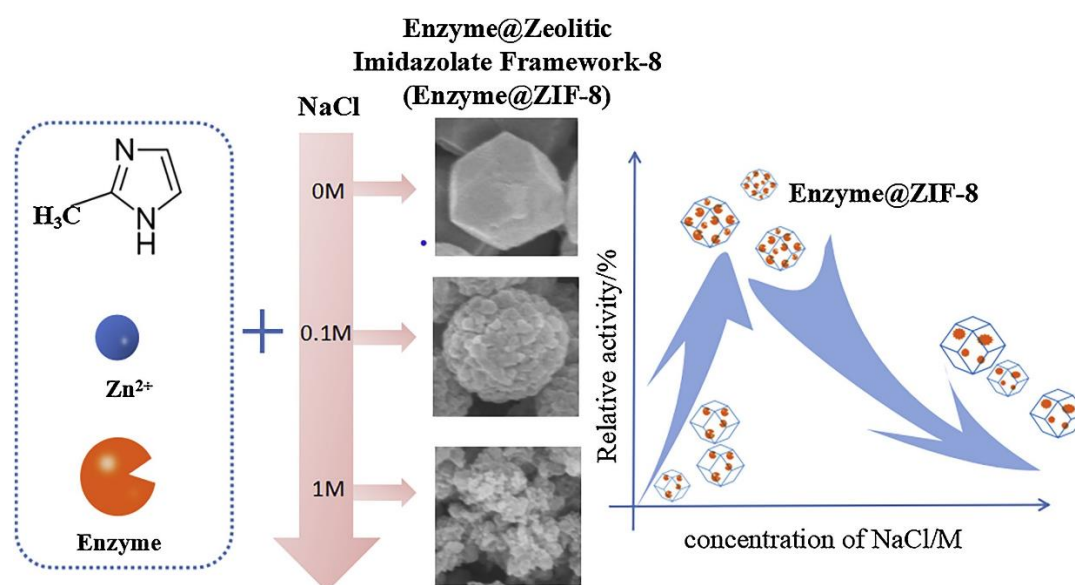 Enzyme@Zeolitic
Imidazolate Framework-8
(Enzyme@ZIF-8)
NaCl
N
H₃C
N
H
Zn²⁺
Enzyme
0M
0.1M
1M
Enzyme@ZIF-8
Relative activity/%
concentration of NaCl/M